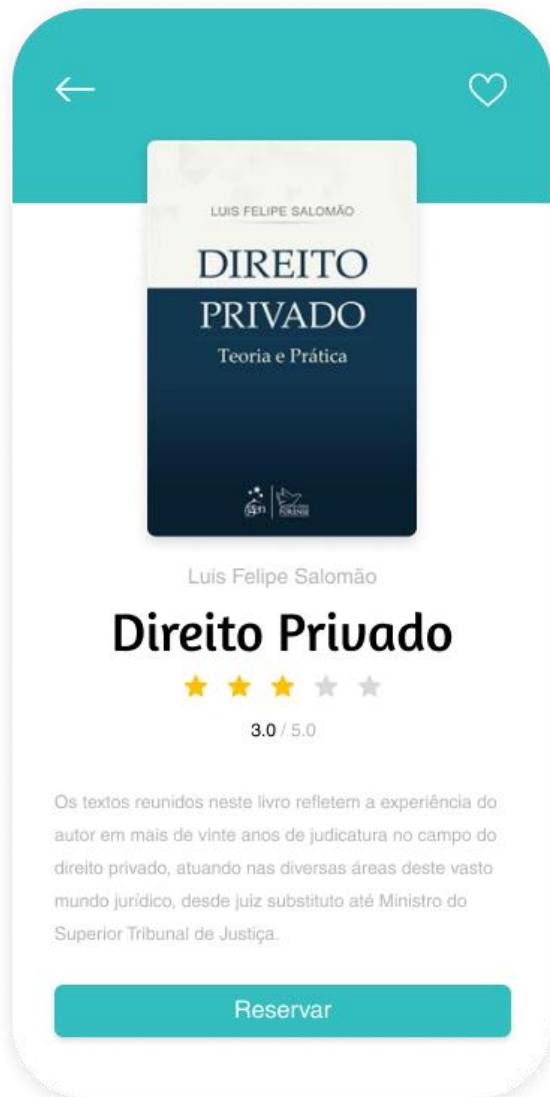 LUIS FELIPE SALOMÃO
DIREITO
PRIVADO
Teoria e Prática
gen
FORENSE
Luis Felipe Salomão
Direito Privado
3.0 / 5.0
Os textos reunidos neste livro refletem a experiência do
autor em mais de vinte anos de judicatura no campo do
direito privado, atuando nas diversas áreas deste vasto
mundo jurídico, desde juiz substituto até Ministro do
Superior Tribunal de Justiça.
Reservar